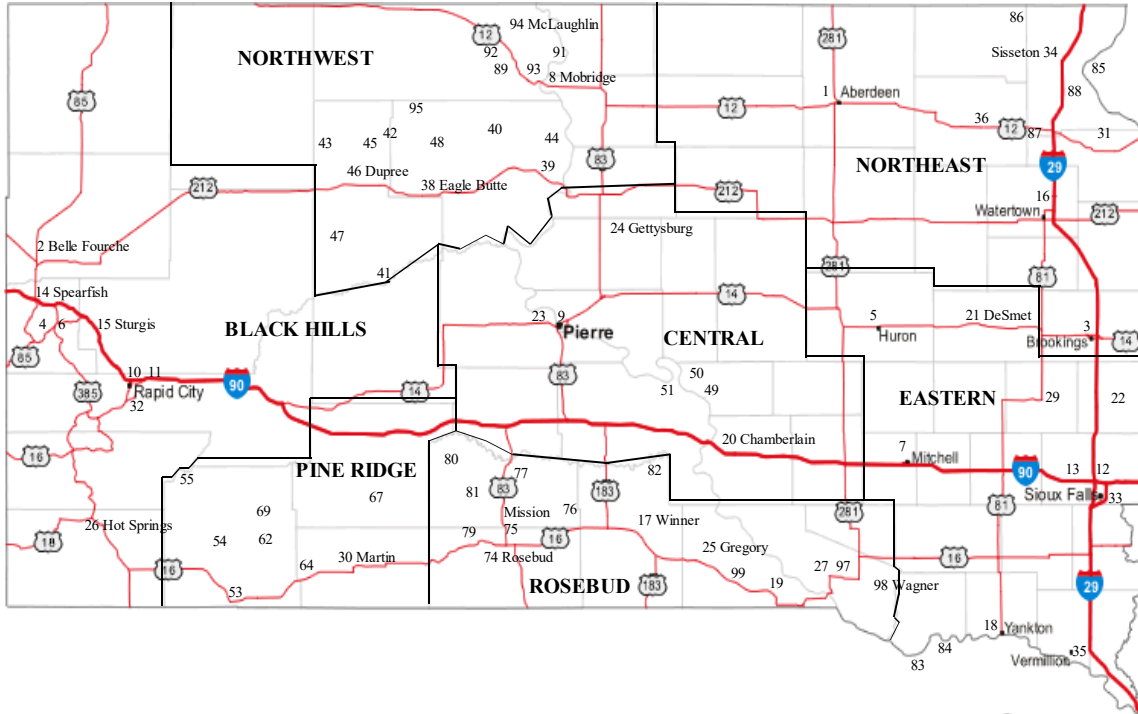 94 McLaughlin
86
12
92
91
281
Sisseton 34
NORTHWEST
89
93
8 Mobridge
85
88
85
95
1
Aberdeen
12
36
12
87
31
43
45
42
48
40
44
83
39
NORTHEAST
29
46 Dupree
38 Eagle Butte
212
212
16
Watertown
212
47
24 Gettysburg
2 Belle Fourche
41
281
81
14 Spearfish
14
4
6
15 Sturgis
BLACK HILLS
23
9
Pierre
CENTRAL
5
Huron
21 DeSmet
3
Brookings
14
85
10
11
Rapid City
90
385
32
14
83
51
50
49
EASTERN
29
22
16
20 Chamberlain
7
Mitchell
90
13
12
PINE RIDGE
80
82
55
77
83
183
Sioux Falls
33
67
81
81
26 Hot Springs
69
Mission
76
17 Winner
281
18
54
62
79
75
16
16
16
64
30 Martin
74 Rosebud
25 Gregory
53
ROSEBUD
183
99
19
27
97
98 Wagner
29
18
Yankton
84
83
Vermillion
35